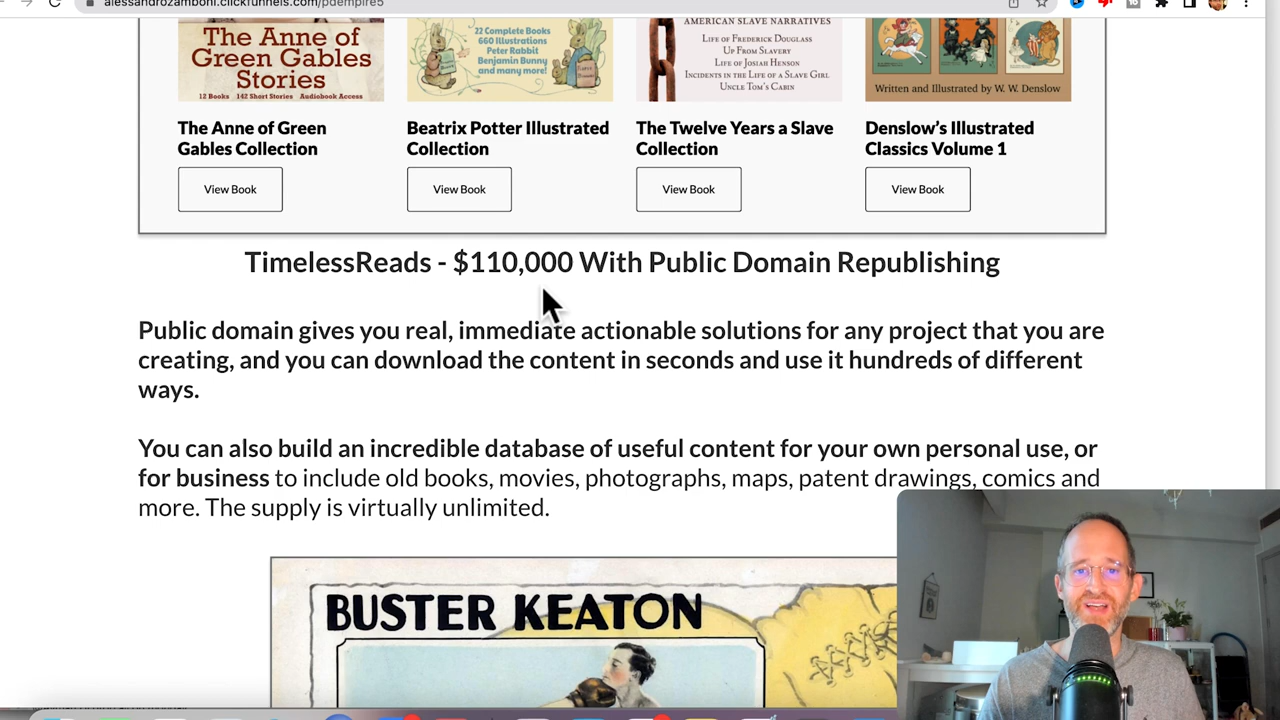 alessandrozamboni.clickfunnels.com/pdempire5
The Anne of
Green Gables
Stories
12 Books 142 Short Stories Audiobook Access
22 Complete Books
660 Illustrations
Peter Rabbit
Benjamin Bunny
and many more!
AMERICAN SLAVE NARRATIVES
LIFE OF FREDERICK DOUGLASS
UP FROM SLAVERY
LIFE OF JOSIAH HENSON
INCIDENTS IN THE LIFE OF A SLAVE GIRL
UNCLE TOM'S CABIN
Written and Illustrated by W. W. Denslow
The Anne of Green
Gables Collection
Beatrix Potter Illustrated
Collection
The Twelve Years a Slave
Collection
Denslow's Illustrated
Classics Volume 1
View Book
View Book
View Book
View Book
TimelessReads - $110,000 With Public Domain Republishing
Public domain gives you real, immediate actionable solutions for any project that you are
creating, and you can download the content in seconds and use it hundreds of different
ways.
You can also build an incredible database of useful content for your own personal use, or
for business to include old books, movies, photographs, maps, patent drawings, comics and
more. The supply is virtually unlimited.
BUSTER KEATON